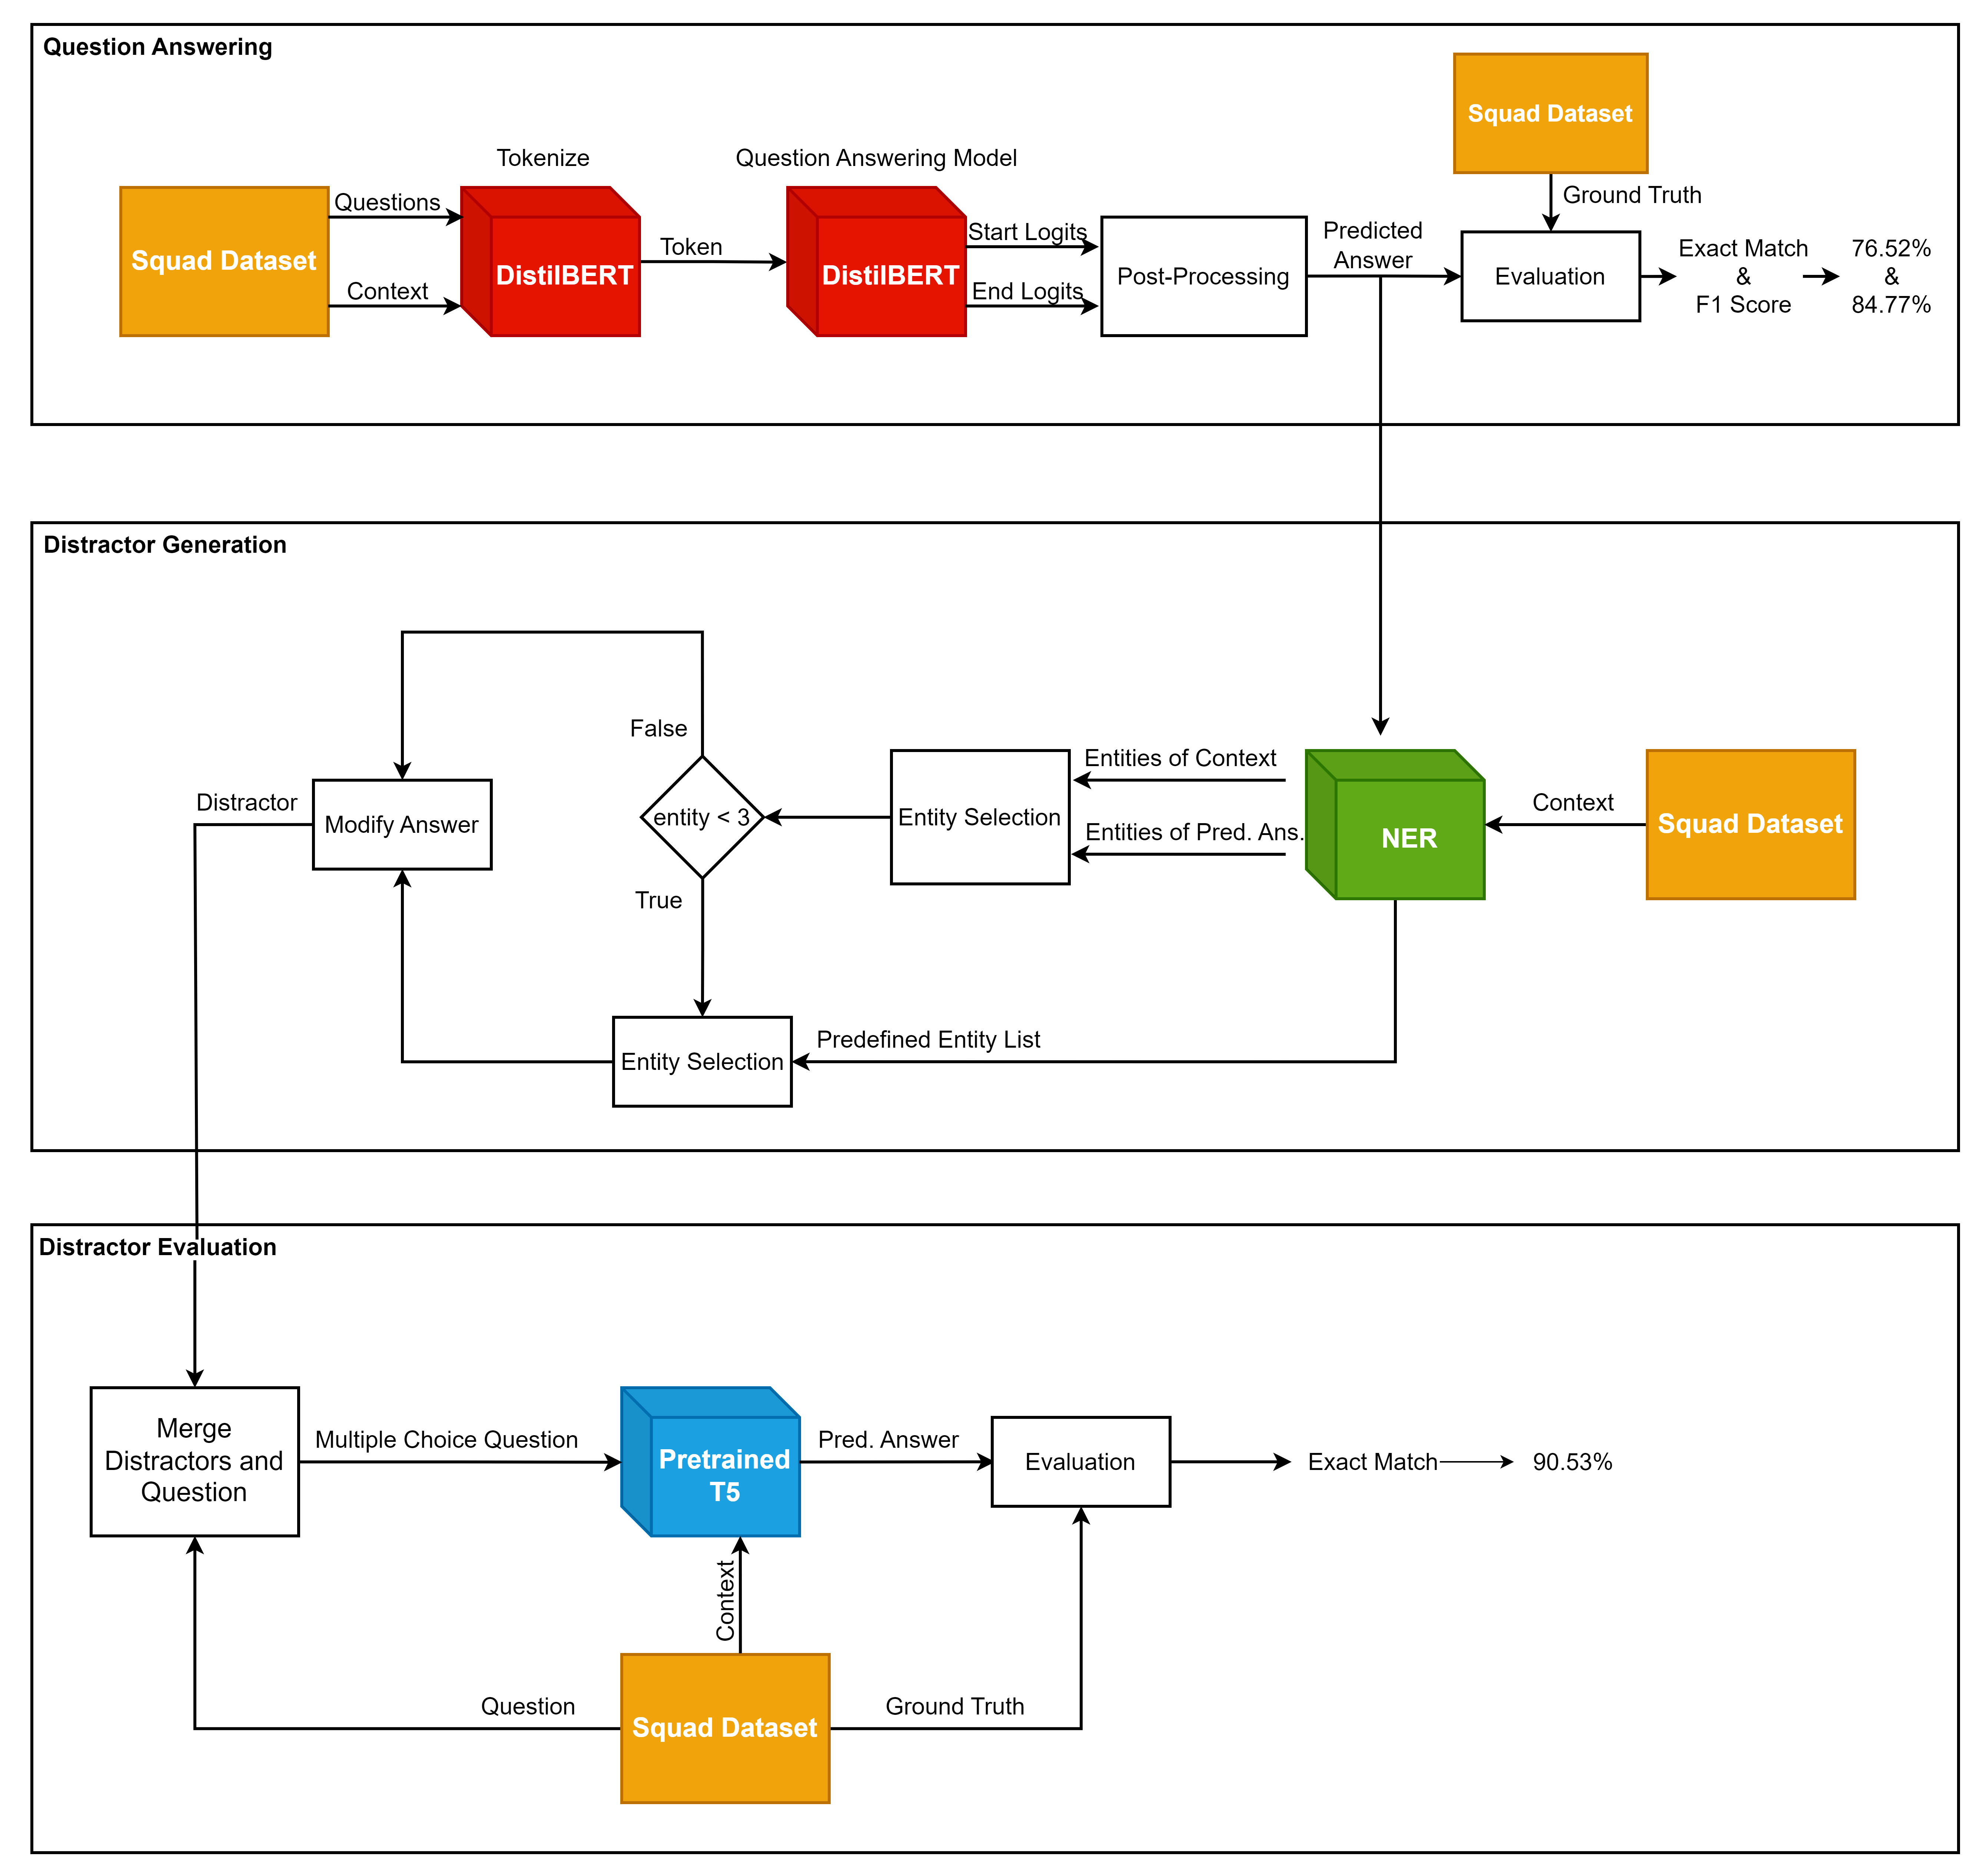 Question Answering
Squad Dataset
Ground Truth
Tokenize
Question Answering Model
Squad Dataset
Questions
Context
DistilBERT
Token
DistilBERT
Start Logits
End Logits
Post-Processing
Predicted
Answer
Evaluation
Exact Match
&
F1 Score
76.52%
&
84.77%
Distractor Generation
False
Distractor
Modify Answer
entity < 3
True
Entity Selection
Entities of Context
Entities of Pred. Ans.
NER
Context
Squad Dataset
Entity Selection
Predefined Entity List
Distractor Evaluation
Merge
Distractors and
Question
Multiple Choice Question
Pretrained
T5
Pred. Answer
Evaluation
Exact Match
90.53%
Context
Question
Squad Dataset
Ground Truth